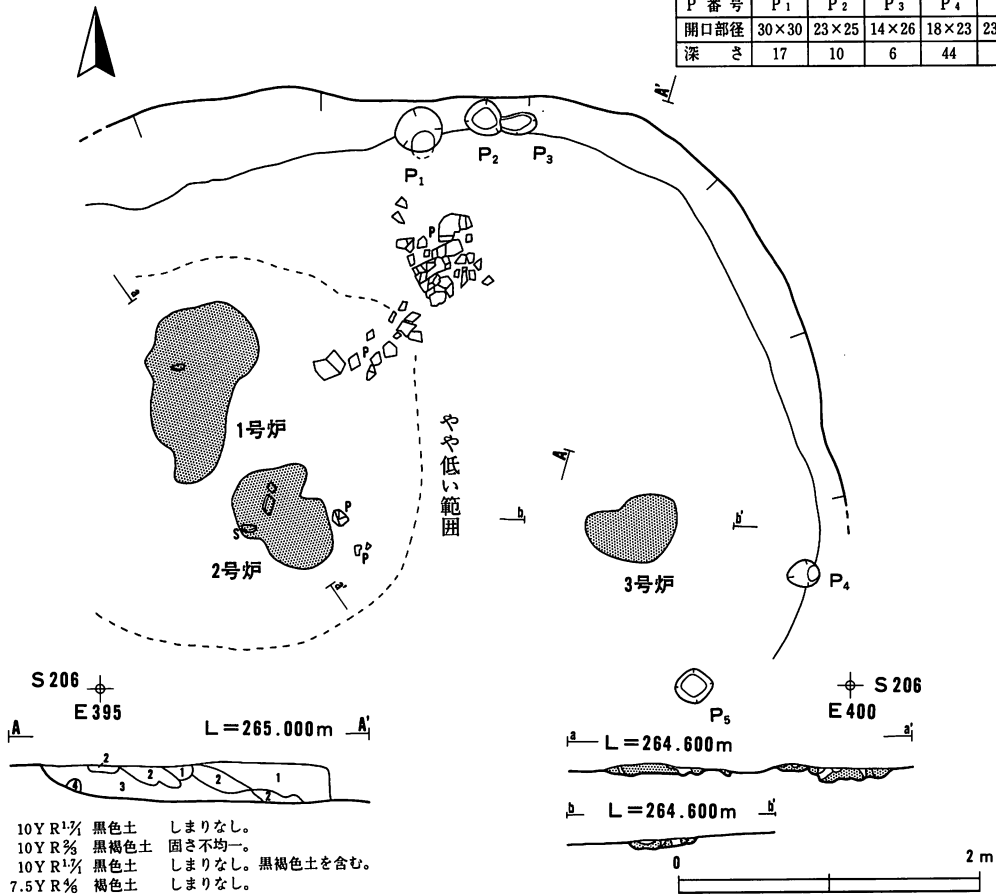 P 番 号 P1 P2 P3 P4
開口部径 30×30 23×25 14×26 18×23 23
深 さ 17 10 6 44
A'
P1
P2
P3
P
P
a
1号炉
やや低い範囲
A
b
b'
P
S
P
2号炉
3号炉
a'
P4
S 206
E 395
P5
S 206
E 400
A L=265.000m A'
2
2
1
2
1
4
3
2
a L=264.600m a'
b L=264.600m b'
10YR1.7/1 黒色土 しまりなし。
10YR2/3 黒褐色土 固さ不均一。
10YR1.7/1 黒色土 しまりなし。黒褐色土を含む。
7.5YR4/6 褐色土 しまりなし。
0 2 m